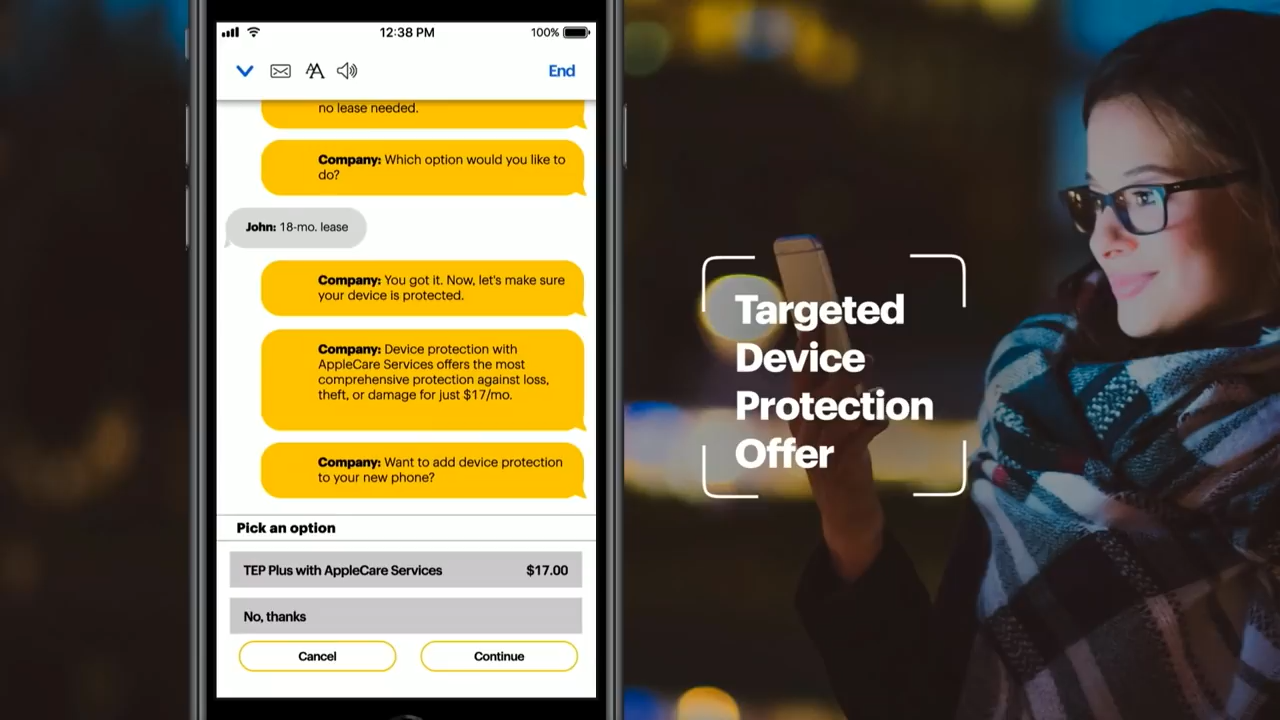 12:38 PM
100%
End
no lease needed.
Company: Which option would you like to
do?
John: 18-mo. lease
Company: You got it. Now, let's make sure
your device is protected.
Company: Device protection with
AppleCare Services offers the most
comprehensive protection against loss,
theft, or damage for just $17/mo.
Company: Want to add device protection
to your new phone?
Pick an option
TEP Plus with AppleCare Services $17.00
No, thanks
Cancel Continue
Targeted
Device
Protection
Offer